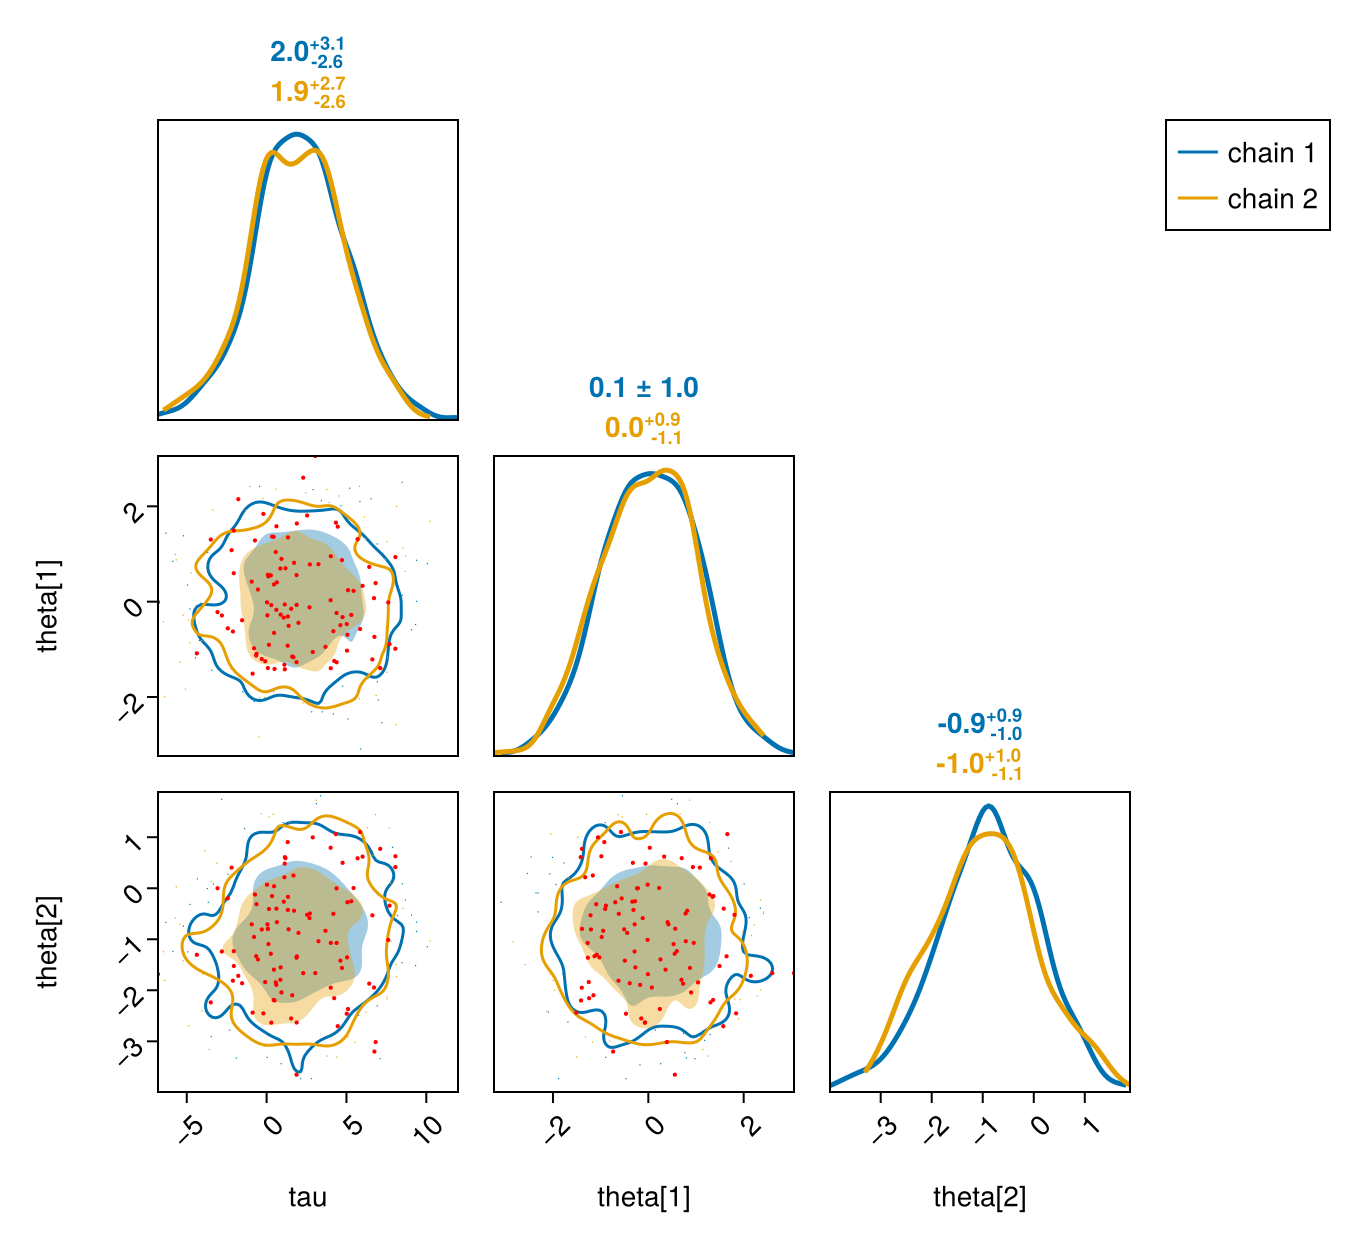 2.0+3.1-2.6
1.9+2.7-2.6
chain 1
chain 2
0.1 ± 1.0
0.0+0.9-1.1
2
0
−2
theta[1]
-0.9+0.9-1.0
-1.0+1.0-1.1
1
0
−1
−2
−3
theta[2]
−5 0 5 10
−2 0 2
−3 −2 −1 0 1
tau
theta[1]
theta[2]